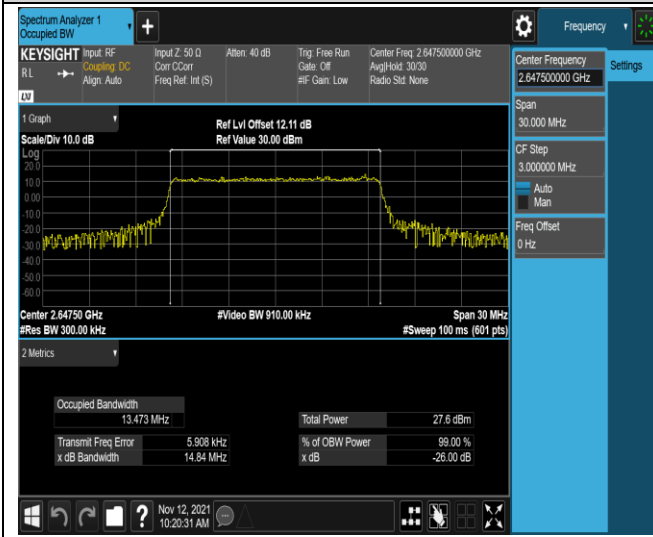 Spectrum Analyzer 1
Occupied BW
Frequency
KEYSIGHT
R L
Input: RF
Coupling: DC
Align: Auto
Input Z: 50 Ω
Corr CCorr
Freq Ref: Int (S)
Atten: 40 dB
Trig: Free Run
Gate: Off
#IF Gain: Low
Center Freq: 2.647500000 GHz
Avg|Hold: 30/30
Radio Std: None
LXI
1 Graph
Scale/Div 10.0 dB
Ref Lvl Offset 12.11 dB
Ref Value 30.00 dBm
Log
20.0
10.0
0.00
-10.0
-20.0
-30.0
-40.0
-50.0
-60.0
Center 2.64750 GHz
#Video BW 910.00 kHz
Span 30 MHz
#Res BW 300.00 kHz
#Sweep 100 ms (601 pts)
2 Metrics
Occupied Bandwidth
13.473 MHz
Total Power 27.6 dBm
Transmit Freq Error 5.908 kHz
% of OBW Power 99.00 %
x dB Bandwidth 14.84 MHz
x dB -26.00 dB
Nov 12, 2021
10:20:31 AM
Center Frequency
2.647500000 GHz
Settings
Span
30.000 MHz
CF Step
3.000000 MHz
Auto
Man
Freq Offset
0 Hz